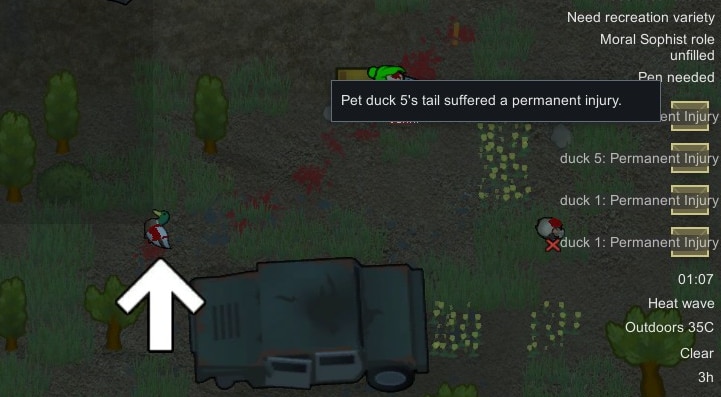 Need recreation variety
Moral Sophist role
unfilled
Pen needed
Pet duck 5's tail suffered a permanent injury.
Permanent Injury
duck 5: Permanent Injury
duck 1: Permanent Injury
duck 1: Permanent Injury
01:07
Heat wave
Outdoors 35C
Clear
3h